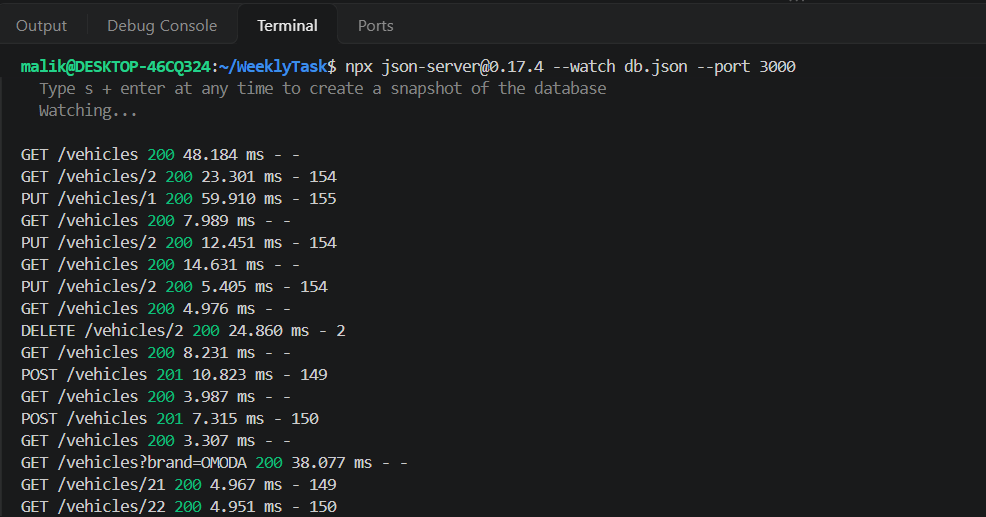 Output Debug Console Terminal Ports
malik@DESKTOP-46CQ324:~/WeeklyTask$ npx json-server@0.17.4 --watch db.json --port 3000
Type s + enter at any time to create a snapshot of the database
Watching...
GET /vehicles 200 48.184 ms - -
GET /vehicles/2 200 23.301 ms - 154
PUT /vehicles/1 200 59.910 ms - 155
GET /vehicles 200 7.989 ms - -
PUT /vehicles/2 200 12.451 ms - 154
GET /vehicles 200 14.631 ms - -
PUT /vehicles/2 200 5.405 ms - 154
GET /vehicles 200 4.976 ms - -
DELETE /vehicles/2 200 24.860 ms - 2
GET /vehicles 200 8.231 ms - -
POST /vehicles 201 10.823 ms - 149
GET /vehicles 200 3.987 ms - -
POST /vehicles 201 7.315 ms - 150
GET /vehicles 200 3.307 ms - -
GET /vehicles?brand=OMODA 200 38.077 ms - -
GET /vehicles/21 200 4.967 ms - 149
GET /vehicles/22 200 4.951 ms - 150